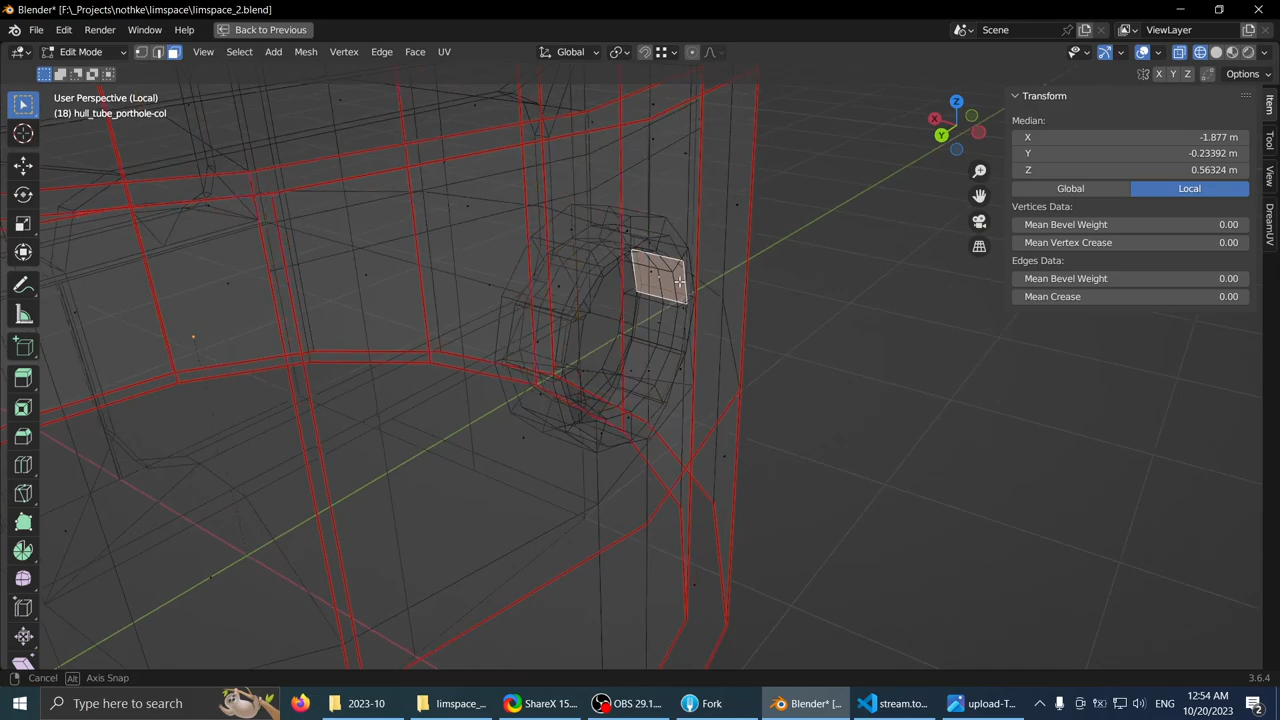 Blender* [F:\_Projects\nothke\limspace\limspace_2.blend]
File Edit Render Window Help Back to Previous Scene ViewLayer
Edit Mode View Select Add Mesh Vertex Edge Face UV Global
X Y Z Options
User Perspective (Local)
(18) hull_tube_porthole-col
Z
X
Y
Transform
Median:
X -1.877 m
Y -0.23392 m
Z 0.56324 m
Global Local
Vertices Data:
Mean Bevel Weight 0.00
Mean Vertex Crease 0.00
Edges Data:
Mean Bevel Weight 0.00
Mean Crease 0.00
Item
Tool
View
DreamUV
Cancel Alt Axis Snap 3.6.4
Type here to search 2023-10 limspace_... ShareX 15.... OBS 29.1.... Fork Blender* [... stream.to... upload-T... ENG 12:54 AM
10/20/2023 2